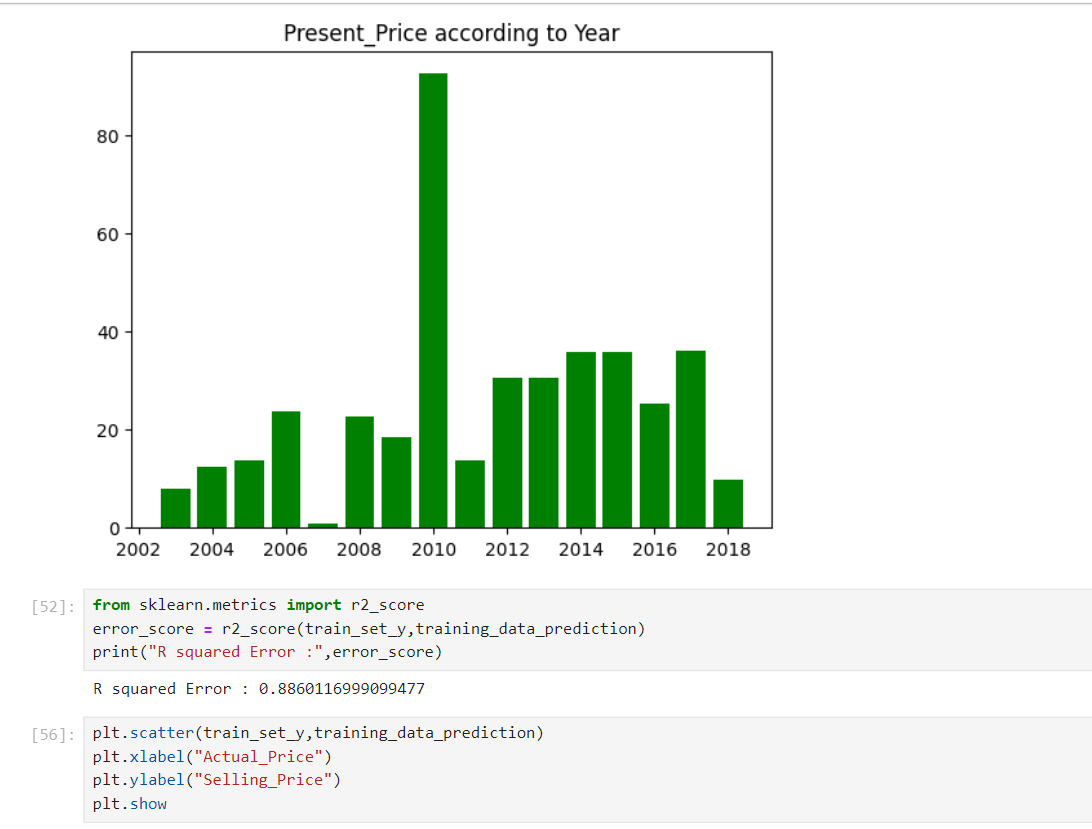 Present_Price according to Year
80
60
40
20
0
2002 2004 2006 2008 2010 2012 2014 2016 2018
[52]:
from sklearn.metrics import r2_score
error_score = r2_score(train_set_y,training_data_prediction)
print("R squared Error :",error_score)
R squared Error : 0.8860116999099477
[56]:
plt.scatter(train_set_y,training_data_prediction)
plt.xlabel("Actual_Price")
plt.ylabel("Selling_Price")
plt.show